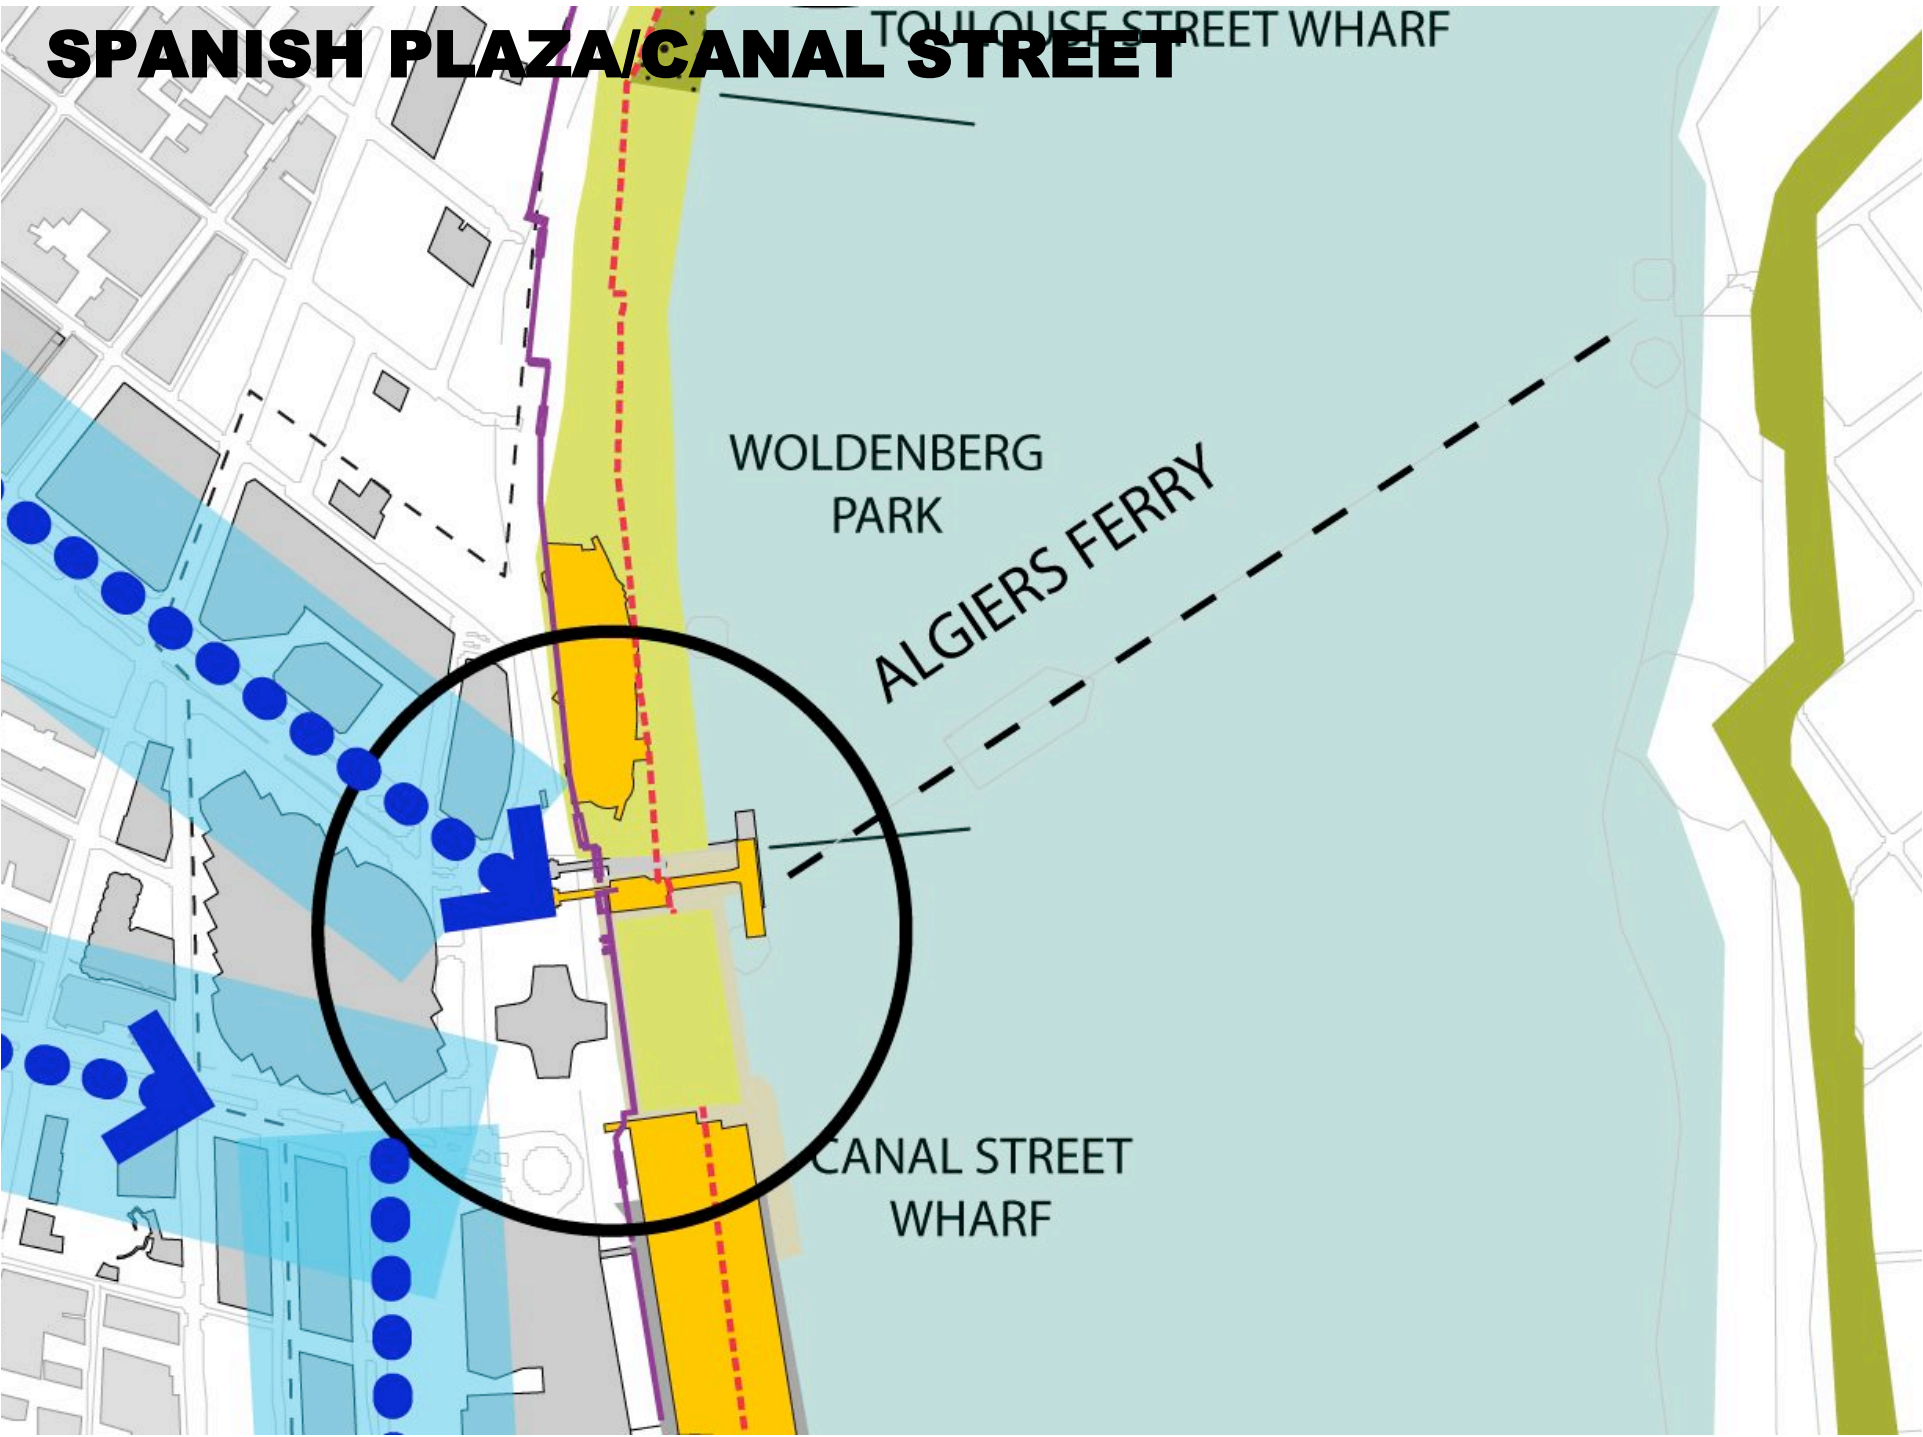 TOULOUSE STREET WHARF
SPANISH PLAZA/CANAL STREET
WOLDENBERG
PARK
ALGIERS FERRY
CANAL STREET
WHARF